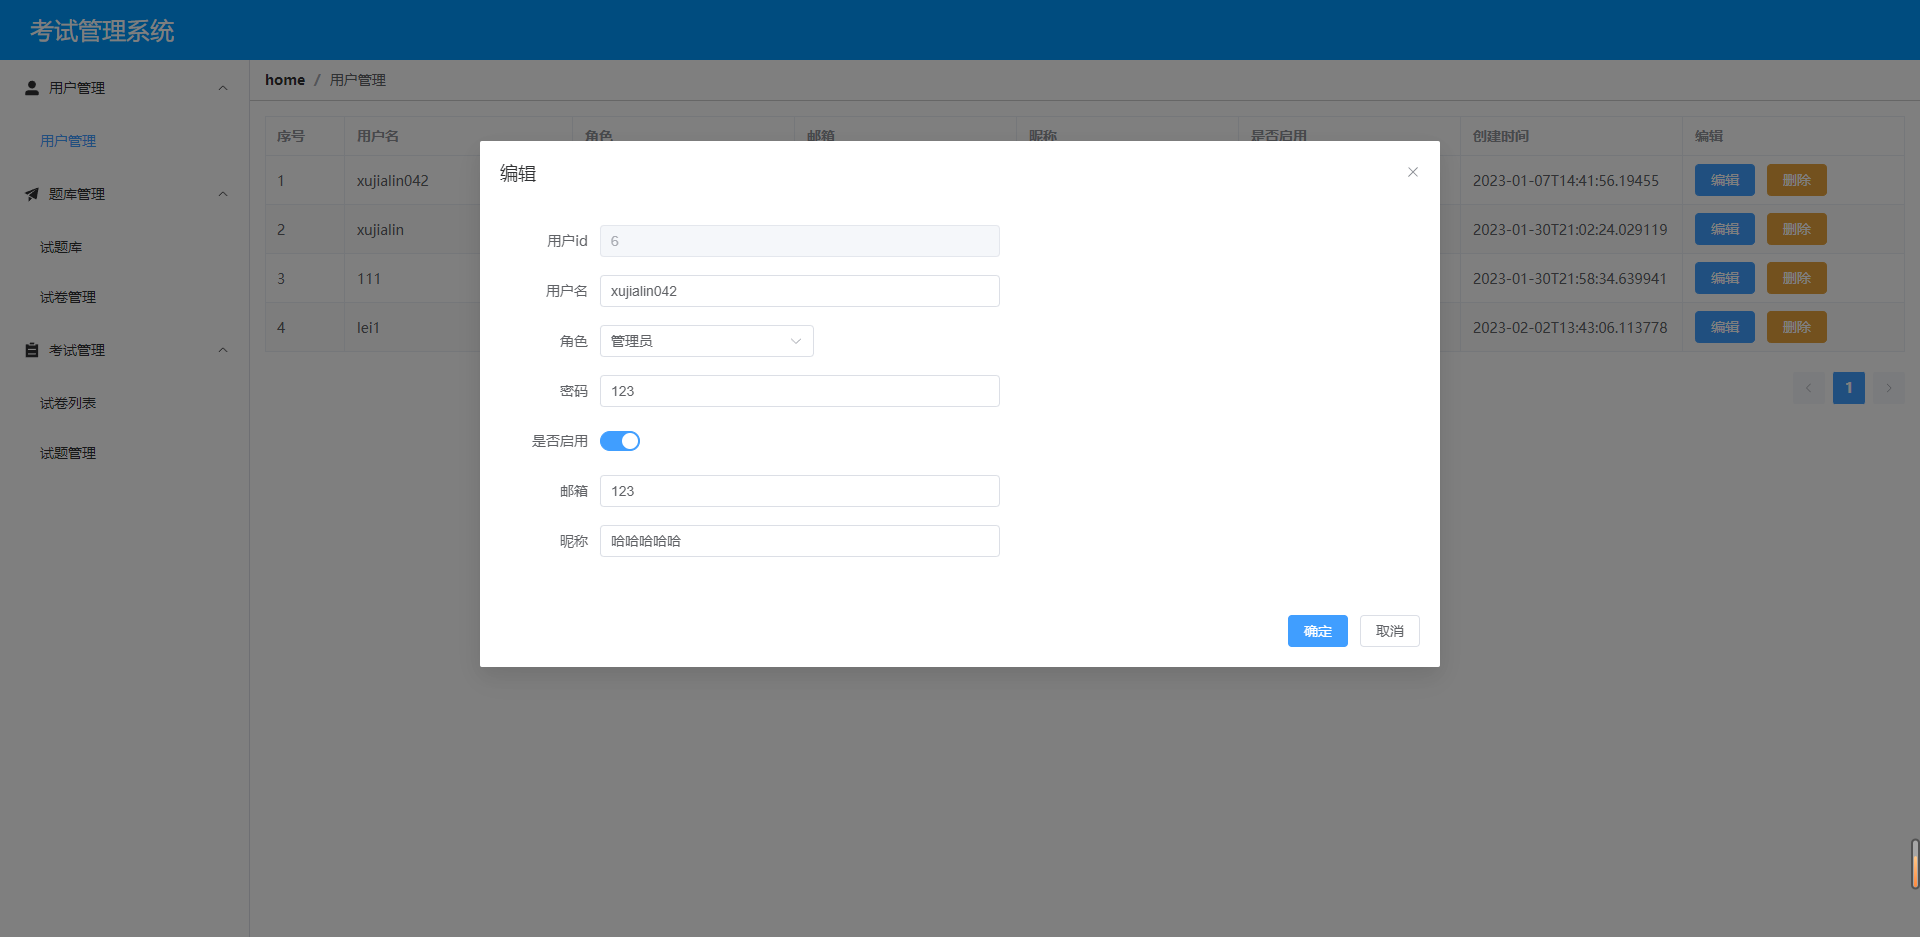 考试管理系统
用户管理
用户管理
题库管理
试题库
试卷管理
考试管理
试卷列表
试题管理
home / 用户管理
序号 用户名 角色 邮箱 昵称 是否启用 创建时间 编辑
1 xujialin042 2023-01-07T14:41:56.19455 编辑 删除
2 xujialin 2023-01-30T21:02:24.029119 编辑 删除
3 111 2023-01-30T21:58:34.639941 编辑 删除
4 lei1 2023-02-02T13:43:06.113778 编辑 删除
1
编辑
用户id 6
用户名 xujialin042
角色 管理员
密码 123
是否启用
邮箱 123
昵称 哈哈哈哈哈
确定 取消